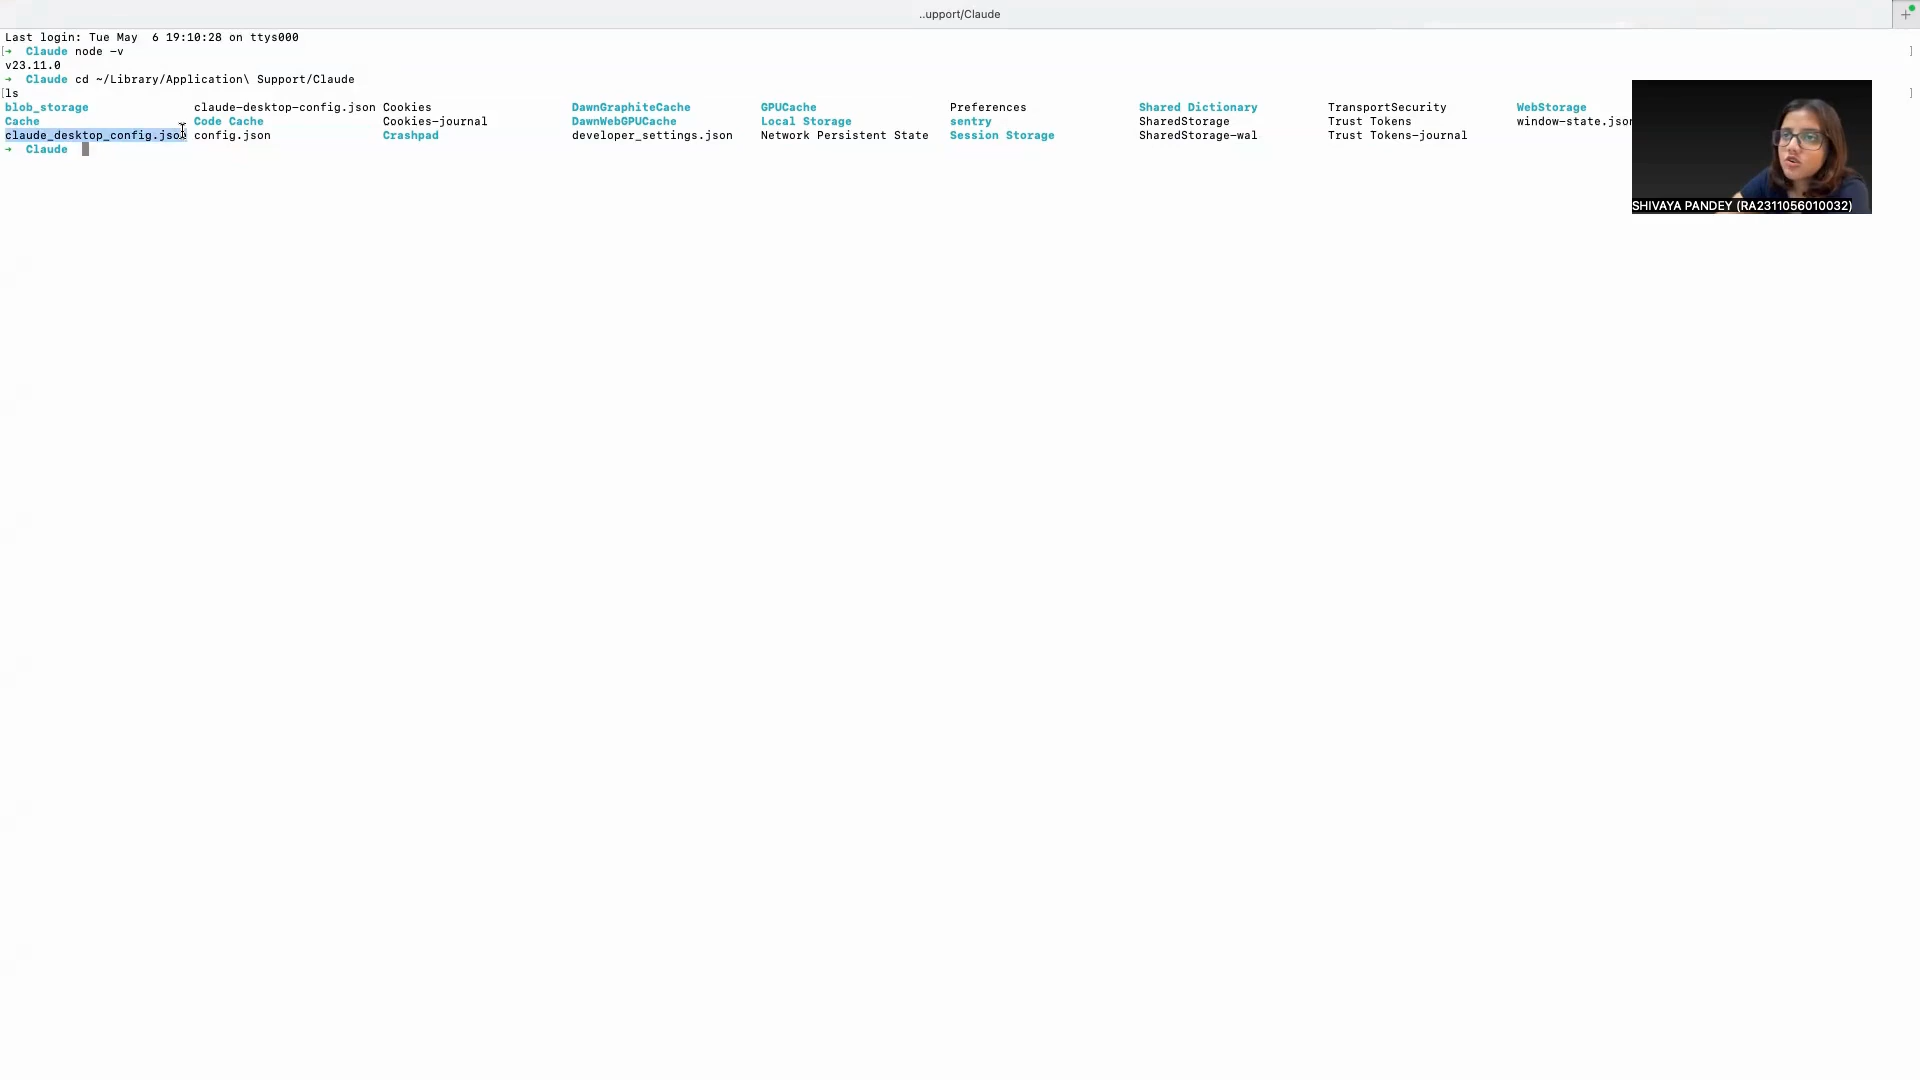 ..upport/Claude
Last login: Tue May  6 19:10:28 on ttys000
[→  Claude node -v ]
v23.11.0
→  Claude cd ~/Library/Application\ Support/Claude
[ls ]
blob_storage claude-desktop-config.json Cookies DawnGraphiteCache GPUCache Preferences Shared Dictionary TransportSecurity WebStorage
Cache Code Cache Cookies-journal DawnWebGPUCache Local Storage sentry SharedStorage Trust Tokens window-state.json
claude_desktop_config.json config.json Crashpad developer_settings.json Network Persistent State Session Storage SharedStorage-wal Trust Tokens-journal
→  Claude
SHIVAYA PANDEY (RA2311056010032)